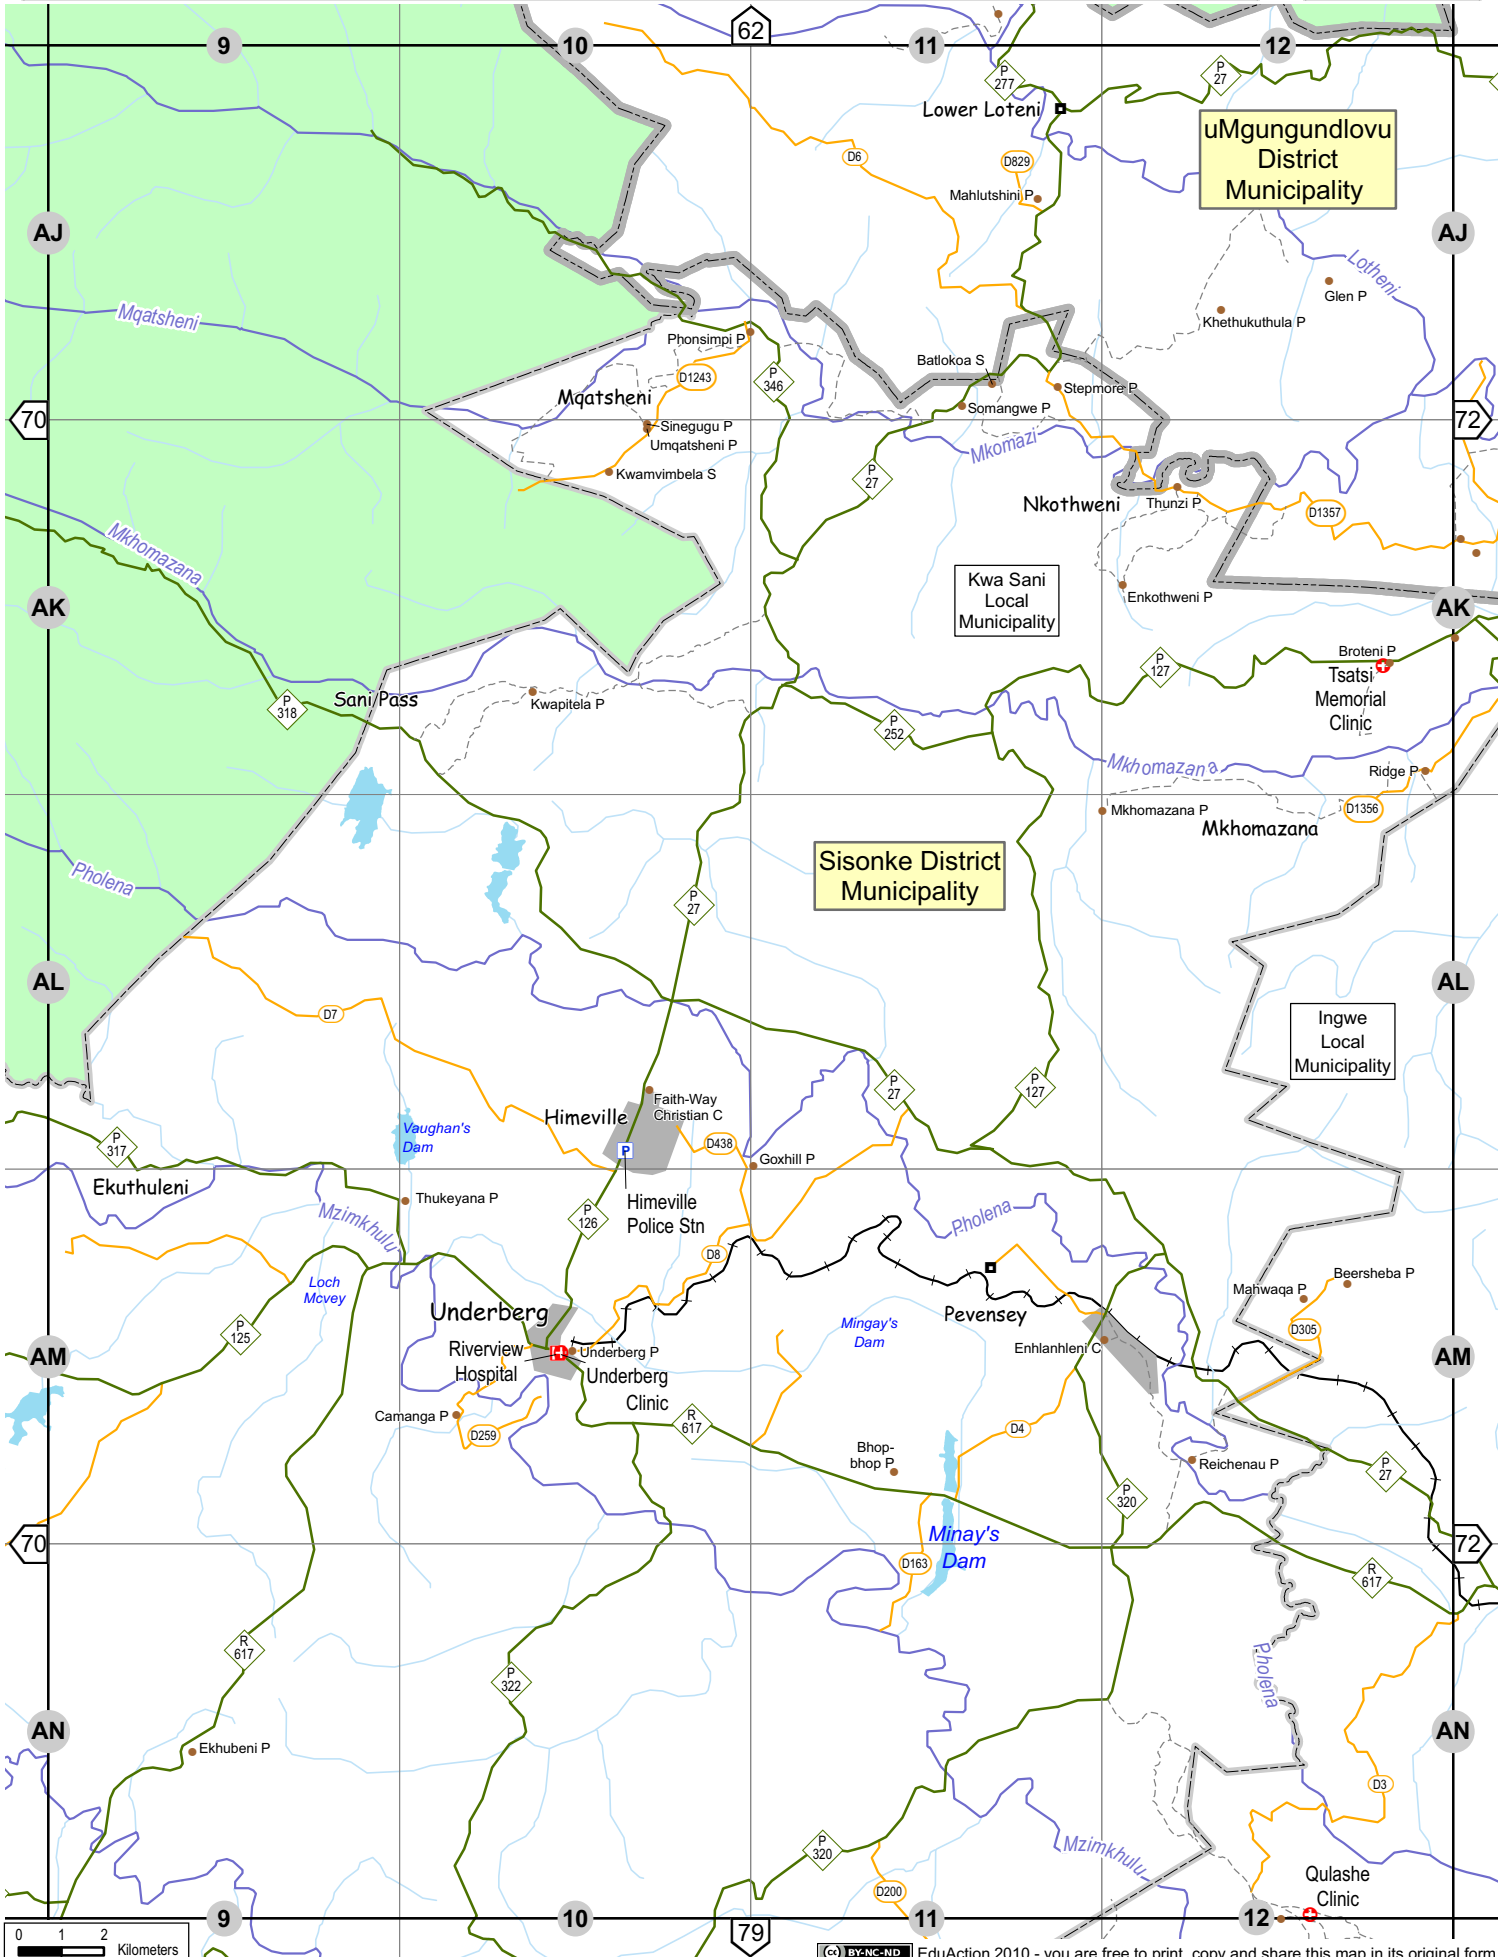 62
9
10
11
12
P
277
P
27
Lower Loteni
uMgungundlovu
District
Municipality
D6
D829
Mahlutshini P
AJ
AJ
Lotheni
Glen P
Mqatsheni
Khethukuthula P
Phonsimpi P
Batlokoa S
D1243
P
346
Stepmore P
Mqatsheni
Somangwe P
70
72
Sinegugu P
Umqatsheni P
Mkomazi
Kwamvimbela S
P
27
Nkothweni
Thunzi P
D1357
Mkhomazana
Kwa Sani
Local
Municipality
Enkothweni P
AK
AK
Broteni P
P
127
Tsatsi
Memorial
Clinic
Sani Pass
Kwapitela P
P
318
P
252
Mkhomazana
Ridge P
Mkhomazana P
D1356
Mkhomazana
Sisonke District
Municipality
Pholena
P
27
AL
AL
D7
Ingwe
Local
Municipality
P
27
P
127
Faith-Way
Christian C
Himeville
Vaughan's
Dam
P
D438
P
317
Goxhill P
Ekuthuleni
Thukeyana P
Himeville
Police Stn
Mzimkhulu
P
126
Pholena
D8
Beersheba P
Loch
Mcvey
Mahwaqa P
Underberg
Pevensey
Mingay's
Dam
P
125
D305
Enhlanhleni C
AM
AM
Riverview
Hospital
Underberg P
Underberg
Clinic
Camanga P
D259
R
617
D4
Bhop-
bhop P
Reichenau P
P
27
P
320
70
72
Minay's
Dam
D163
R
617
R
617
Pholena
P
322
AN
AN
Ekhubeni P
D3
P
320
Mzimkhulu
D200
Qulashe
Clinic
9
10
11
12
79
0 1 2
Kilometers
(cc) BY-NC-ND EduAction 2010 - you are free to print, copy and share this map in its original form